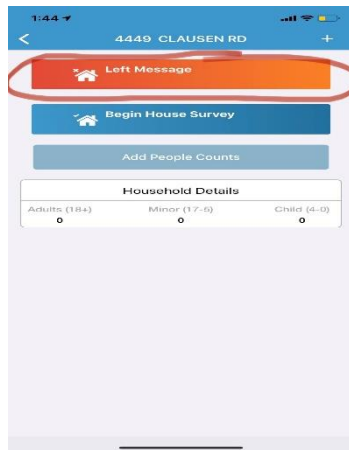 1:44
4449 CLAUSEN RD +
Left Message
Begin House Survey
Add People Counts
Household Details
Adults (18+) Minor (17-5) Child (4-0)
0 0 0